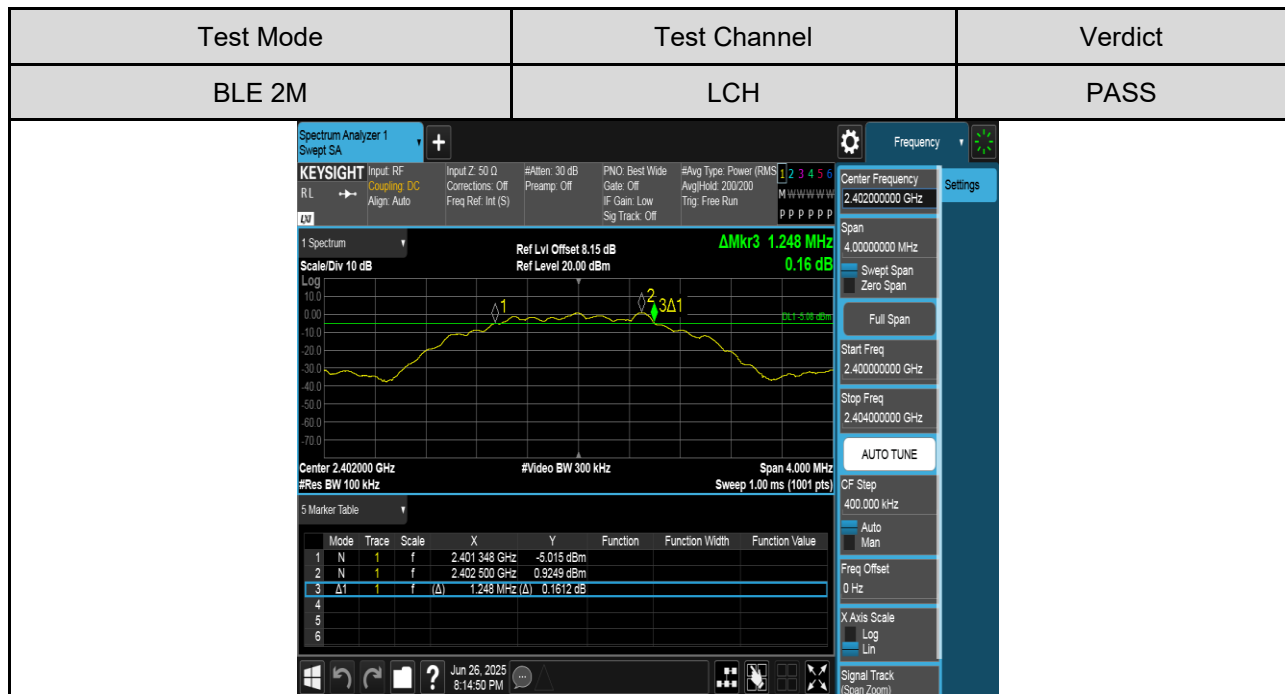 Test Mode Test Channel Verdict
BLE 2M LCH PASS
Spectrum Analyzer 1
Swept SA
+
Frequency
KEYSIGHT Input: RF Input Z: 50 Ω #Atten: 30 dB PNO: Best Wide #Avg Type: Power (RMS 1 2 3 4 5 6
RL Coupling: DC Corrections: Off Preamp: Off Gate: Off Avg|Hold: 200/200 M W W W W W
Align: Auto Freq Ref: Int (S) IF Gain: Low Trig: Free Run
LXI Sig Track: Off P P P P P P
1 Spectrum
Ref Lvl Offset 8.15 dB ΔMkr3 1.248 MHz
Scale/Div 10 dB Ref Level 20.00 dBm 0.16 dB
Log
10.0
0.00
-10.0
-20.0
-30.0
-40.0
-50.0
-60.0
-70.0
1
2
3Δ1
DL1 -5.08 dBm
Center 2.402000 GHz #Video BW 300 kHz Span 4.000 MHz
#Res BW 100 kHz Sweep 1.00 ms (1001 pts)
5 Marker Table
Mode Trace Scale X Y Function Function Width Function Value
1 N 1 f 2.401 348 GHz -5.015 dBm
2 N 1 f 2.402 500 GHz 0.9249 dBm
3 Δ1 1 f (Δ) 1.248 MHz (Δ) 0.1612 dB
4
5
6
?
Jun 26, 2025
8:14:50 PM
Settings
Center Frequency
2.402000000 GHz
Span
4.00000000 MHz
Swept Span
Zero Span
Full Span
Start Freq
2.400000000 GHz
Stop Freq
2.404000000 GHz
AUTO TUNE
CF Step
400.000 kHz
Auto
Man
Freq Offset
0 Hz
X Axis Scale
Log
Lin
Signal Track
(Span Zoom)